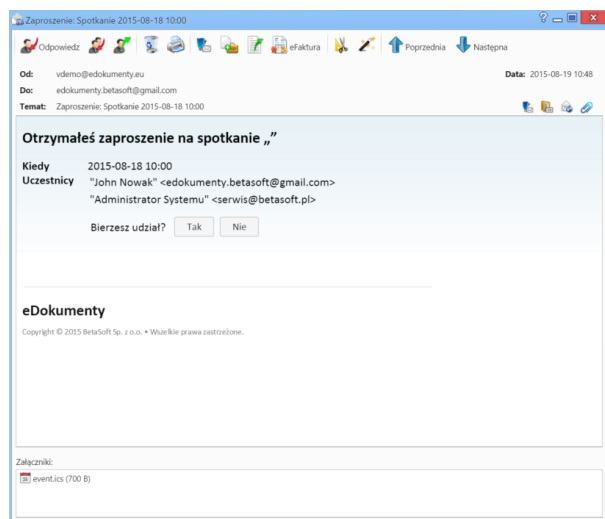 Zaproszenie: Spotkanie 2015-08-18 10:00
Odpowiedz eFaktura Poprzednia Następna
Od: vdemo@edokumenty.eu Data: 2015-08-19 10:48
Do: edokumenty.betasoft@gmail.com
Temat: Zaproszenie: Spotkanie 2015-08-18 10:00
Otrzymałeś zaproszenie na spotkanie „”
Kiedy 2015-08-18 10:00
Uczestnicy "John Nowak" <edokumenty.betasoft@gmail.com>
"Administrator Systemu" <serwis@betasoft.pl>
Bierzesz udział? Tak Nie
eDokumenty
Copyright © 2015 BetaSoft Sp. z o.o. • Wszelkie prawa zastrzeżone.
Załączniki:
event.ics (700 B)